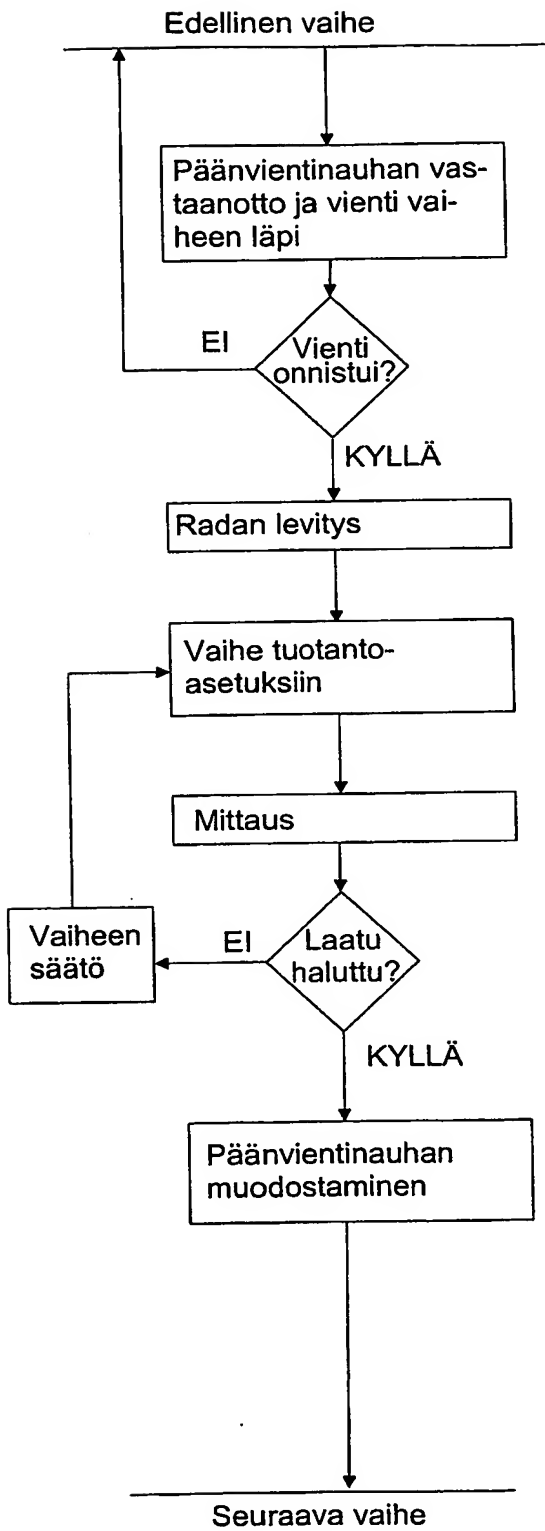 Edellinen vaihe
Päänvientinauhan vas-
taanotto ja vienti vai-
heen läpi
EI
Vienti
onnistui?
KYLLÄ
Radan levitys
Vaihe tuotanto-
asetuksiin
Mittaus
Vaiheen
säätö
EI
Laatu
haluttu?
KYLLÄ
Päänvientinauhan
muodostaminen
Seuraava vaihe